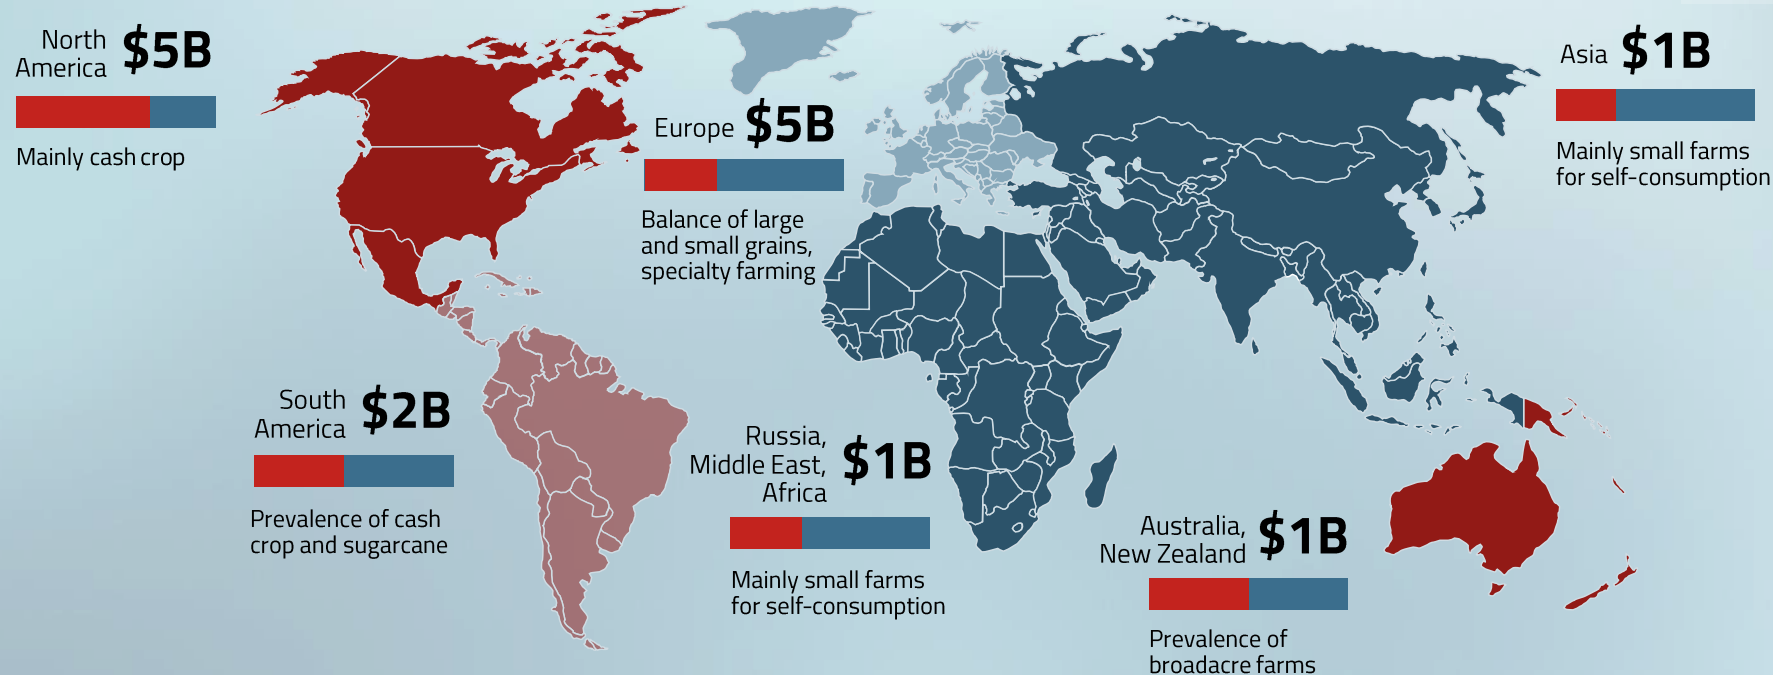 North
America
$5B
Mainly cash crop
Europe $5B
Balance of large
and small grains,
specialty farming
Asia $1B
Mainly small farms
for self-consumption
South
America
$2B
Prevalence of cash
crop and sugarcane
Russia,
Middle East,
Africa
$1B
Mainly small farms
for self-consumption
Australia,
New Zealand
$1B
Prevalence of
broadacre farms